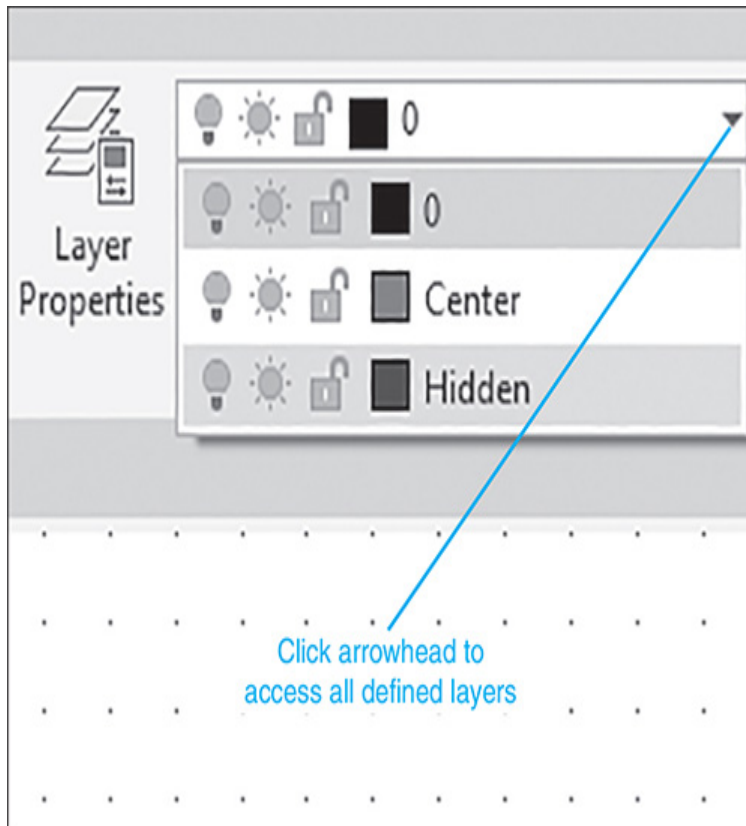 0
Layer
Properties
0
Center
Hidden
Click arrowhead to
access all defined layers